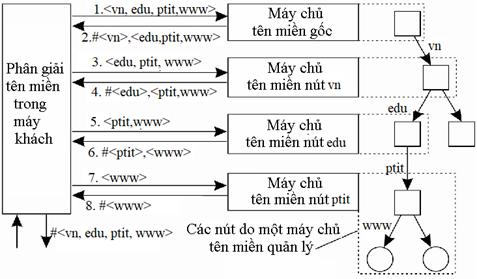 1.<vn, edu, ptit,www>
2.#<vn>,<edu,ptit,www>
3. <edu, ptit, www>
4. #<edu>,<ptit,www>
5. <ptit,www>
6. #<ptit>,<www>
7. <www>
8. #<www>
Phân giải
tên miền
trong
máy
khách
#<vn, edu, ptit, www>
Máy chủ
tên miền gốc
Máy chủ
tên miền nút vn
Máy chủ
tên miền nút edu
Máy chủ
tên miền nút ptit
Các nút do một máy chủ
tên miền quản lý
vn
edu
ptit
www